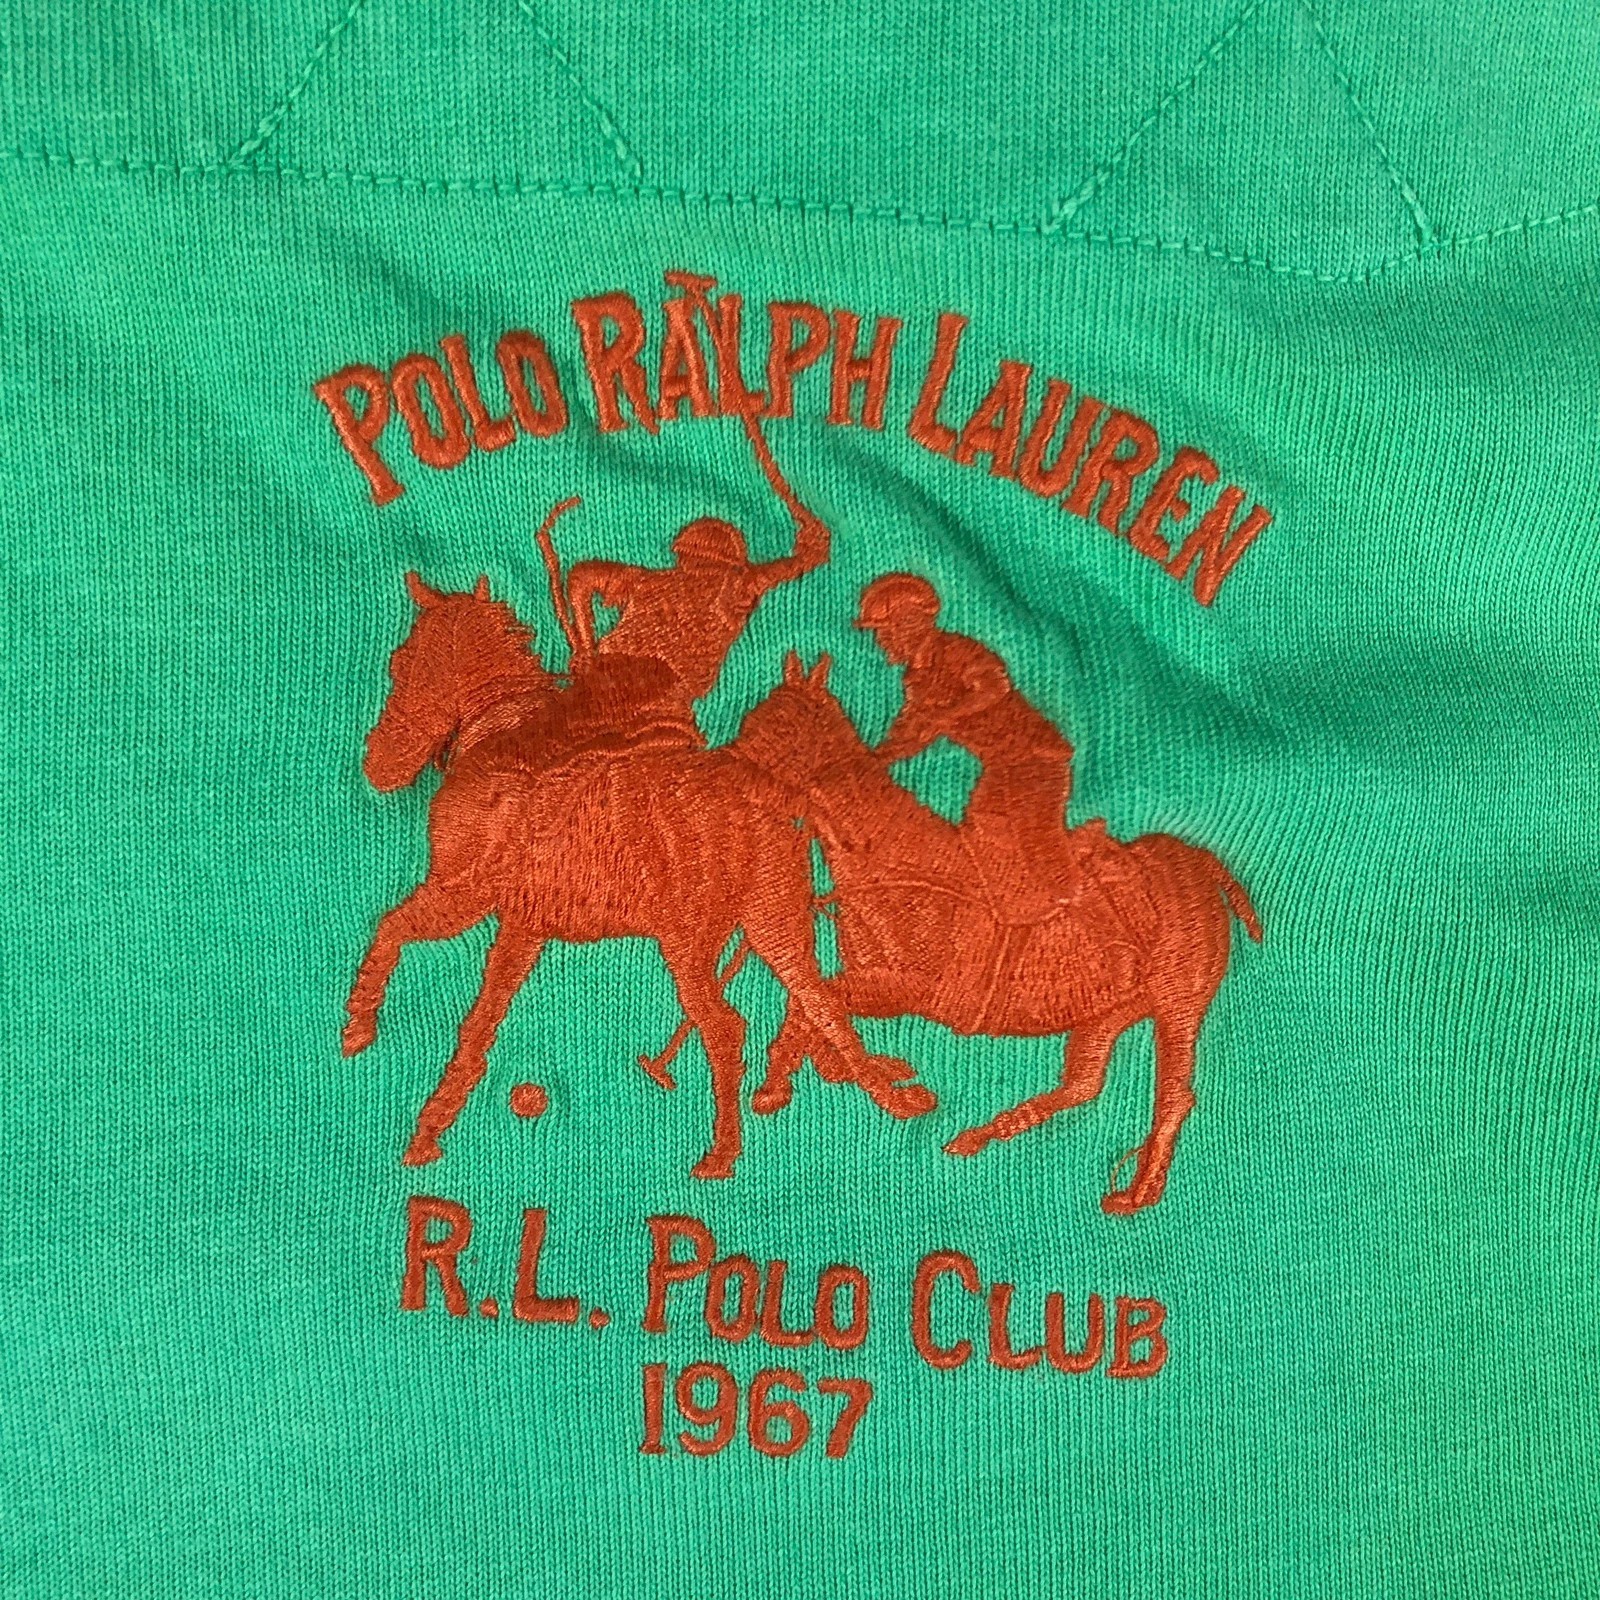 POLO RALPH LAUREN
R.L. POLO CLUB
1967